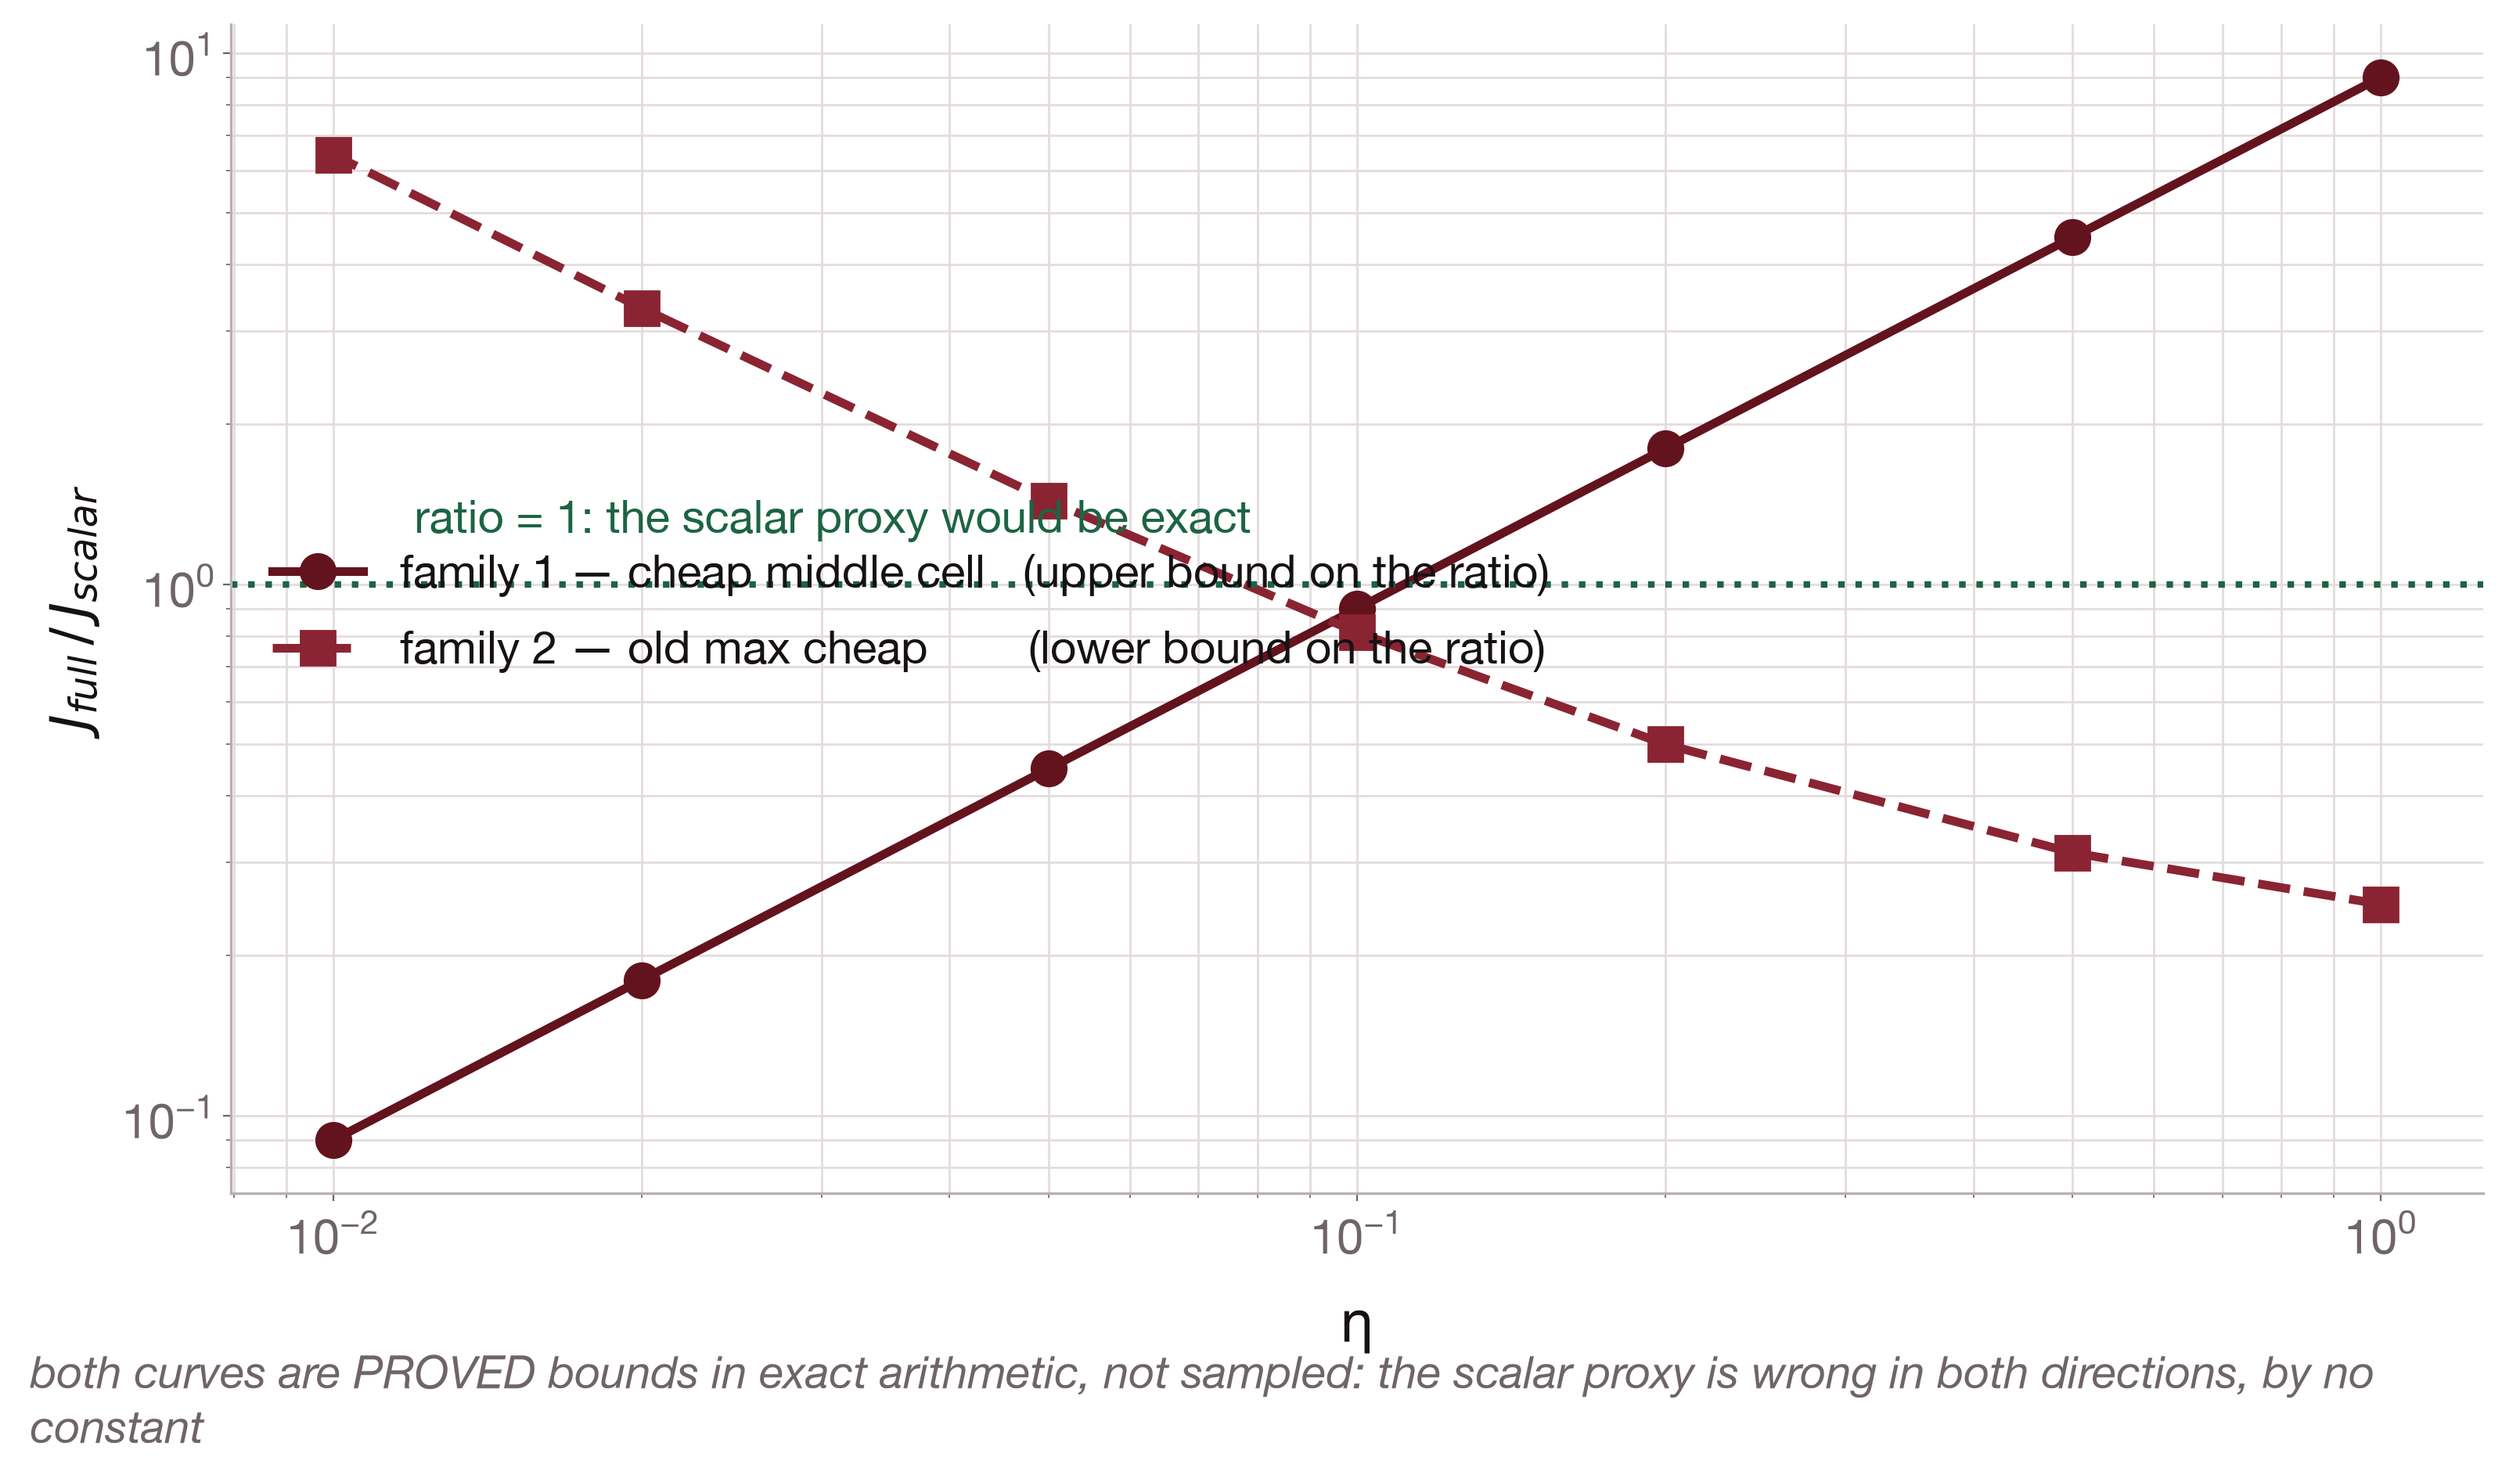 10¹
ratio = 1: the scalar proxy would be exact
family 1 — cheap middle cell (upper bound on the ratio)
10⁰
family 2 — old max cheap (lower bound on the ratio)
J_full / J_scalar
10⁻¹
10⁻² 10⁻¹ 10⁰
η
both curves are PROVED bounds in exact arithmetic, not sampled: the scalar proxy is wrong in both directions, by no
constant